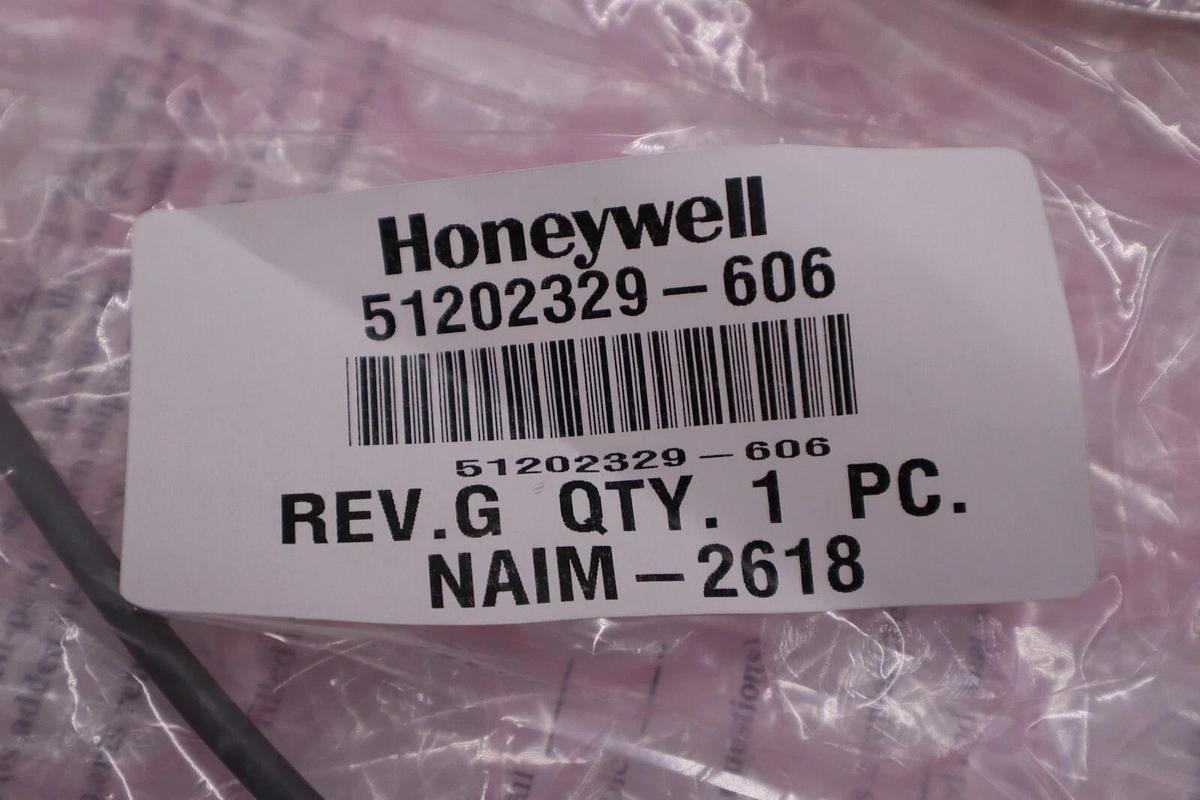 Honeywell
51202329-606
51202329-606
REV.G QTY. 1 PC.
NAIM-2618